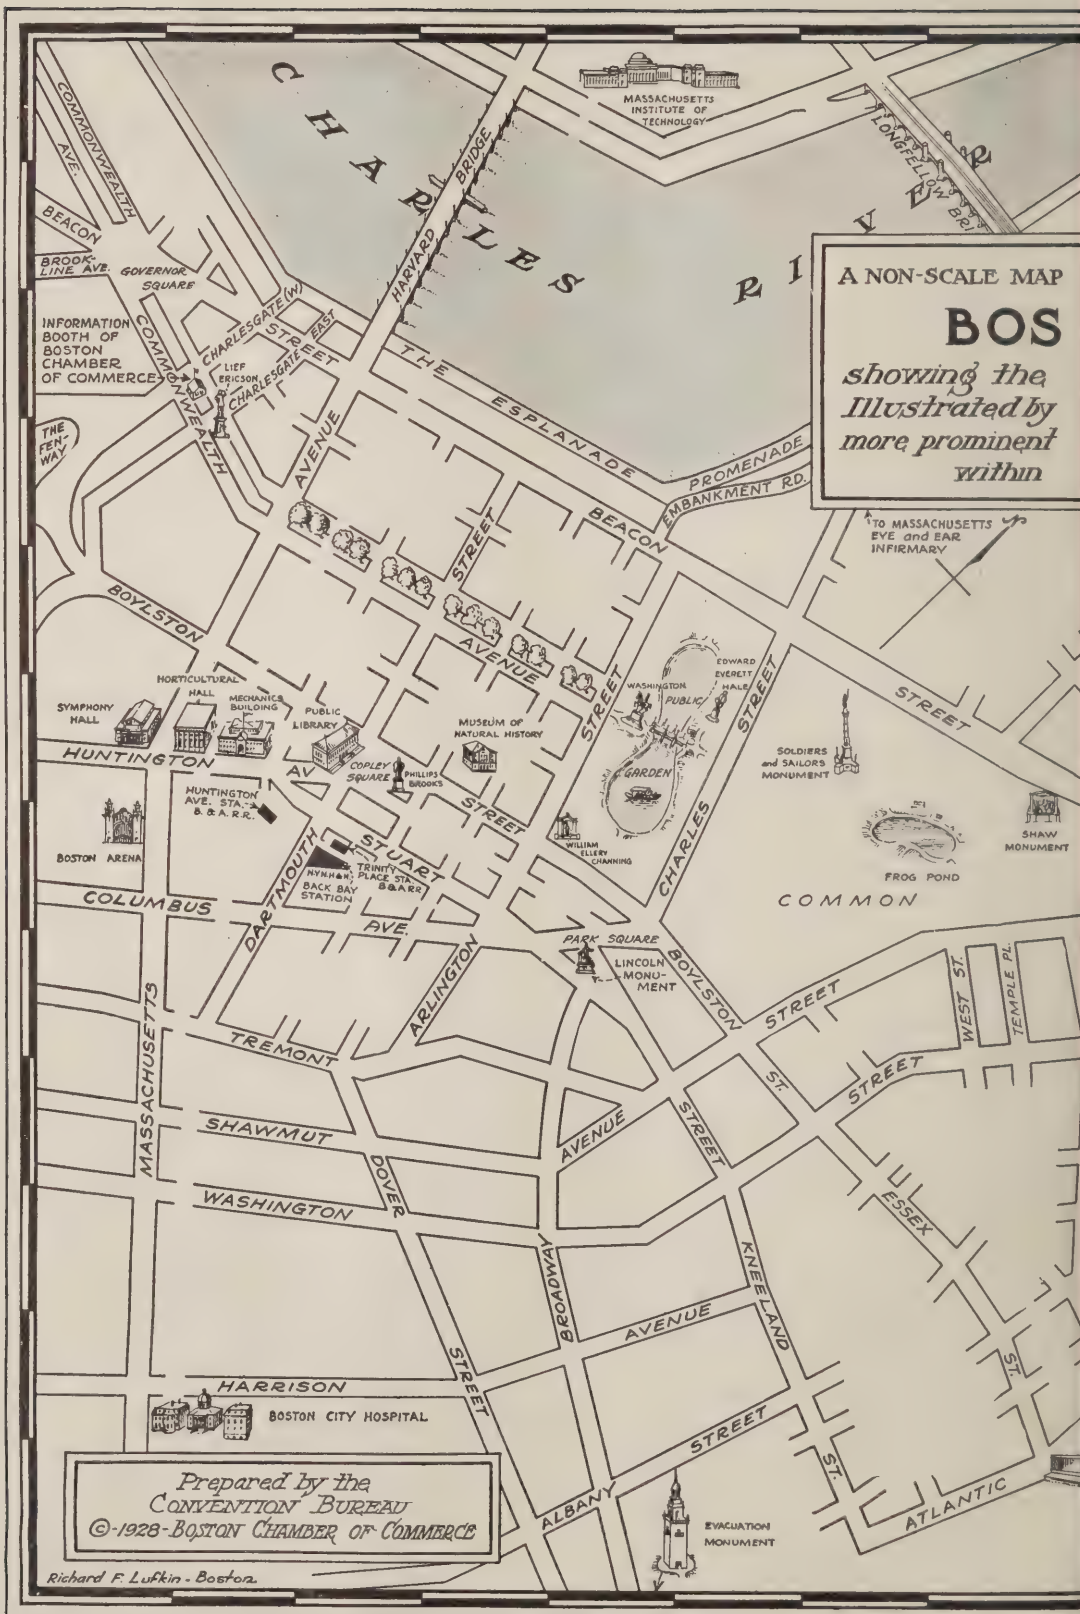 CHARLES RIVER
MASSACHUSETTS
INSTITUTE OF
TECHNOLOGY
HARVARD BRIDGE
LONGFELLOW BRI
A NON-SCALE MAP
BOS
showing the
Illustrated by
more prominent
within
COMMONWEALTH
AVE.
BEACON
BROOK-
LINE AVE.
GOVERNOR
SQUARE
INFORMATION
BOOTH OF
BOSTON
CHAMBER
OF COMMERCE
COMMONWEALTH
CHARLESGATE (W)
STREET
CHARLESGATE EAST
LIEF
ERICSON
THE
FEN-
WAY
AVENUE
THE ESPLANADE
PROMENADE
EMBANKMENT RD.
BEACON
STREET
TO MASSACHUSETTS
EYE and EAR
INFIRMARY
BOYLSTON
AVENUE
STREET
WASHINGTON
EDWARD
EVERETT
HALE
PUBLIC
GARDEN
STREET
STREET
HORTICULTURAL
HALL
SYMPHONY
HALL
MECHANICS
BUILDING
PUBLIC
LIBRARY
MUSEUM OF
NATURAL HISTORY
SOLDIERS
and SAILORS
MONUMENT
HUNTINGTON
AV
COPLEY
SQUARE
PHILLIPS
BROOKS
STREET
HUNTINGTON
AVE. STA.
B. & A. R.R.
BOSTON ARENA
STUART
N.Y.N.H & H
BACK BAY
STATION
TRINITY
PLACE STA.
B & A RR
WILLIAM
ELLERY
CHANNING
CHARLES
SHAW
MONUMENT
FROG POND
COMMON
COLUMBUS
AVE.
DARTMOUTH
ARLINGTON
PARK SQUARE
LINCOLN
MONU-
MENT
BOYLSTON
STREET
WEST ST.
TEMPLE PL.
MASSACHUSETTS
TREMONT
ST.
STREET
SHAWMUT
AVENUE
STREET
DOVER
WASHINGTON
ESSEX
BROADWAY
KNEELAND
AVENUE
STREET
ST.
HARRISON
BOSTON CITY HOSPITAL
STREET
ST.
ALBANY
ATLANTIC
EVACUATION
MONUMENT
Prepared by the
CONVENTION BUREAU
©-1928-BOSTON CHAMBER OF COMMERCE
Richard F. Lufkin - Boston